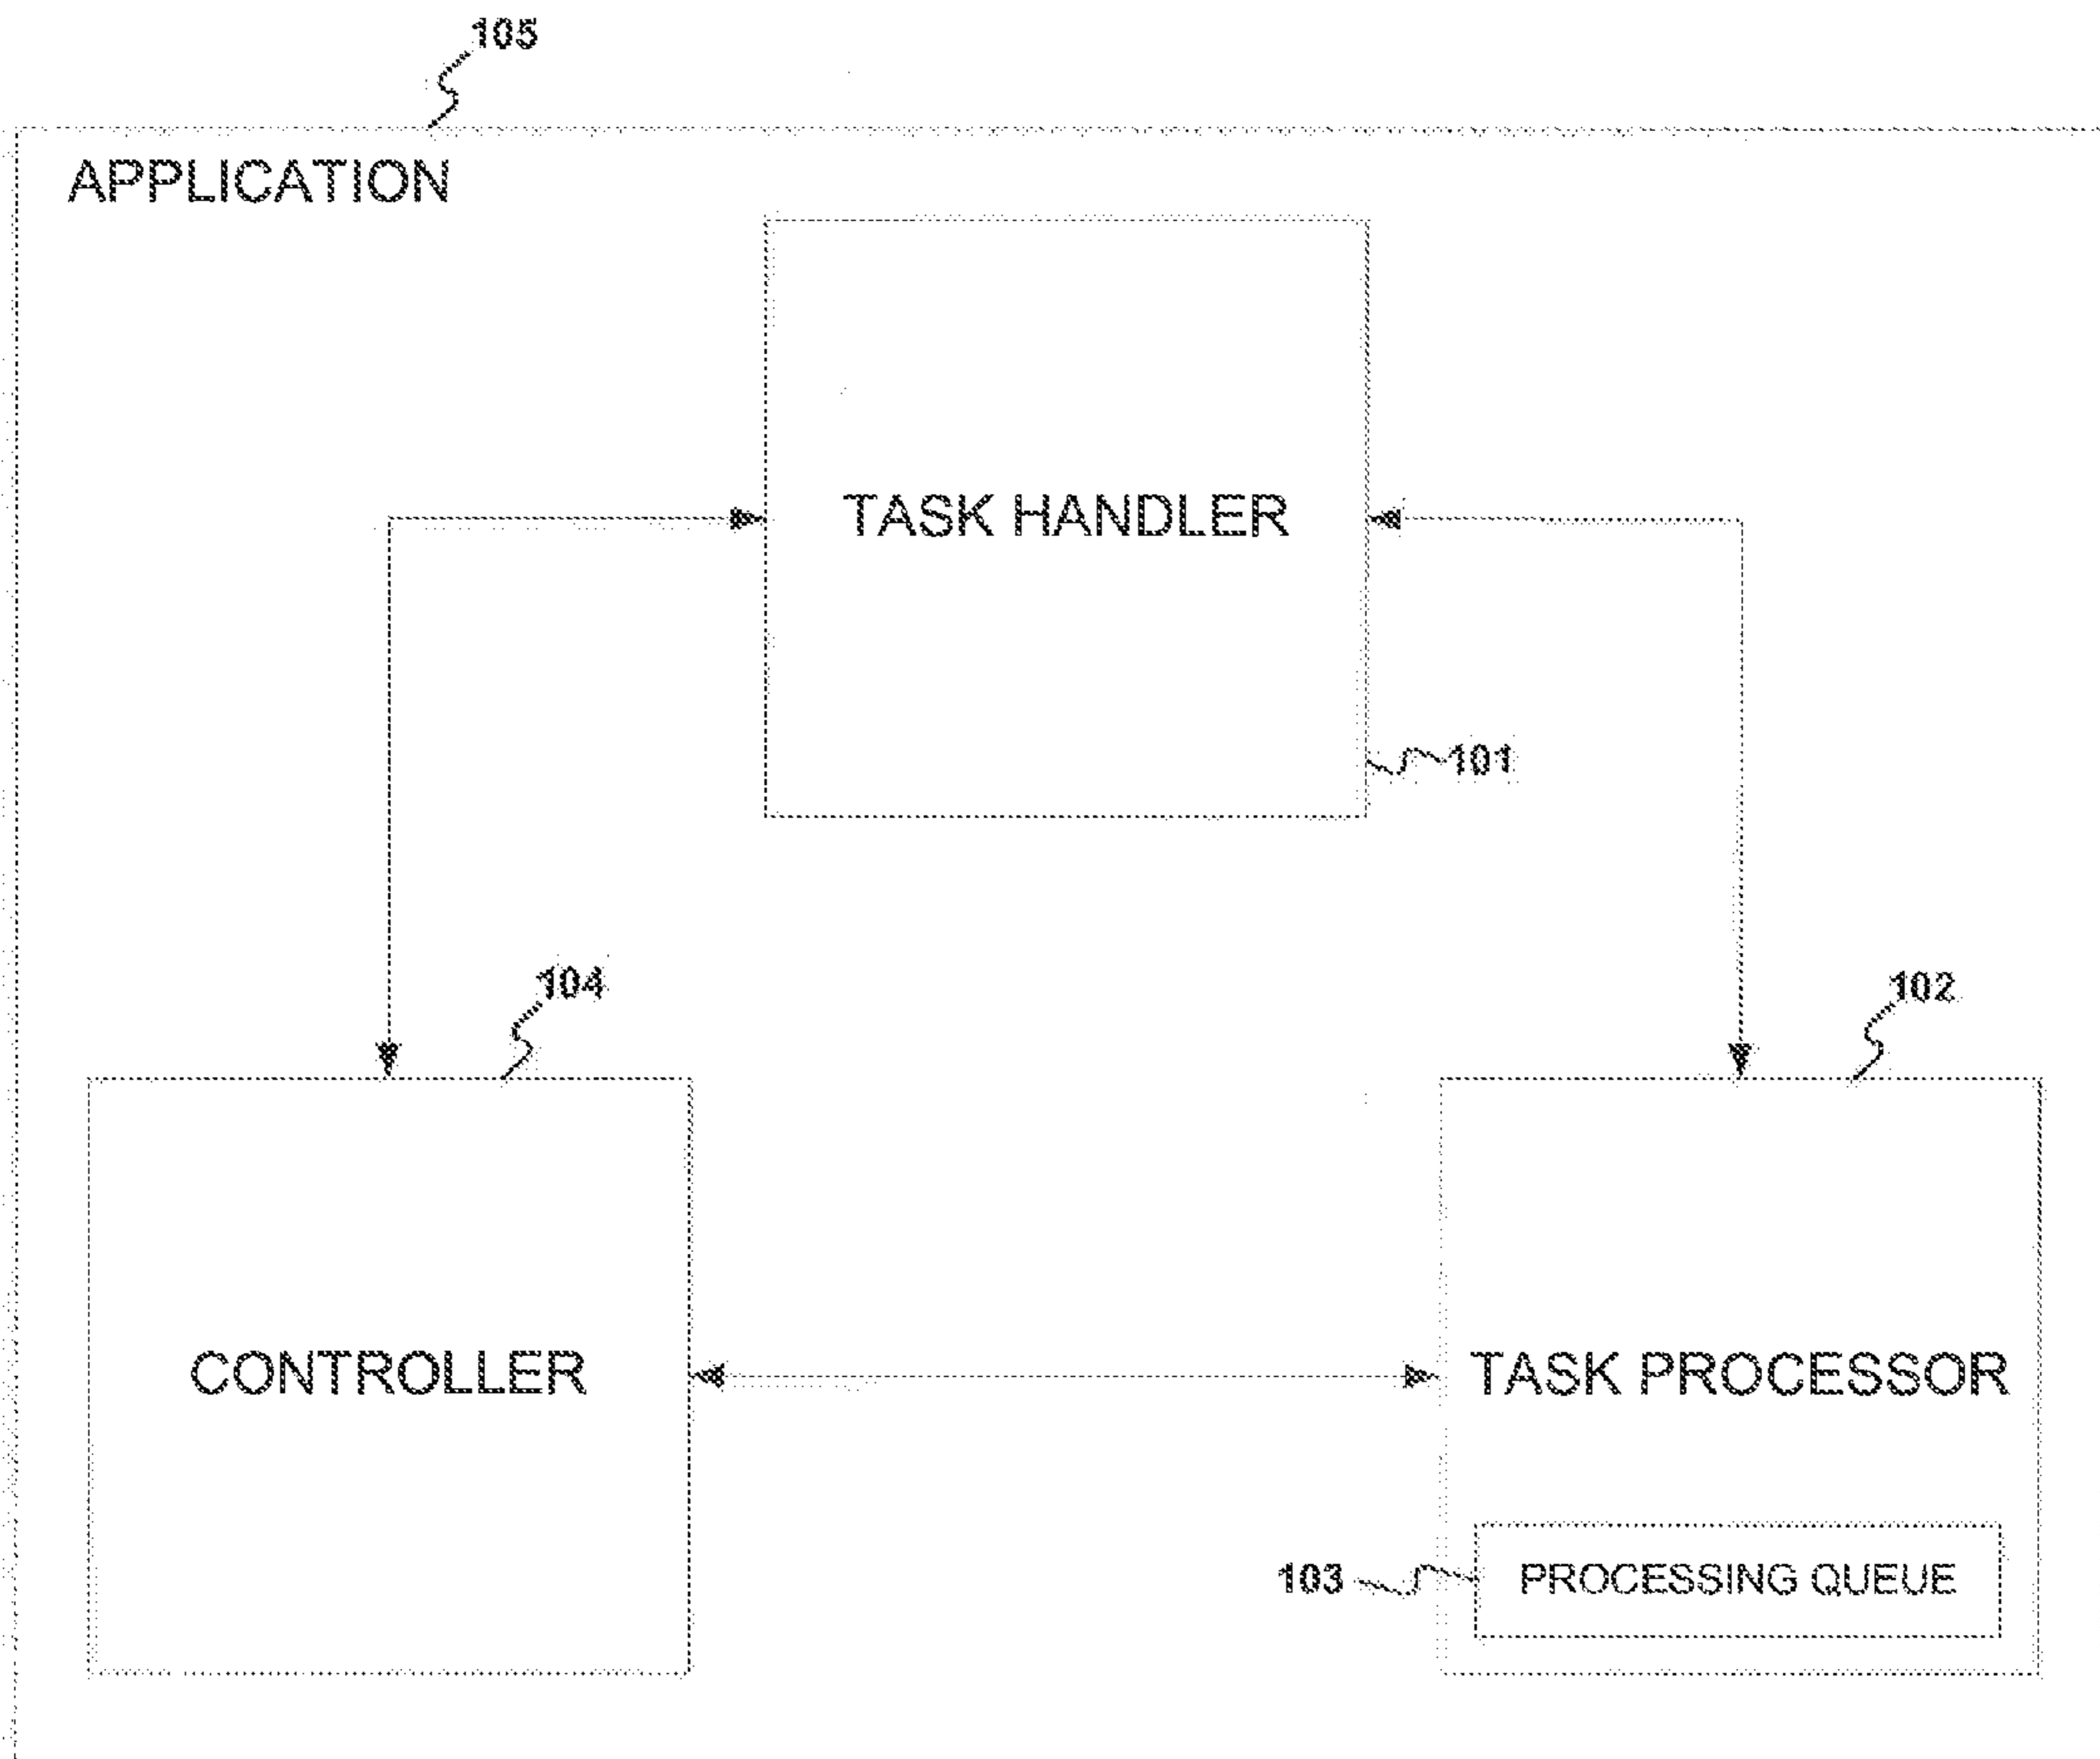 105
APPLICATION
TASK HANDLER
101
104
102
CONTROLLER
TASK PROCESSOR
103
PROCESSING QUEUE